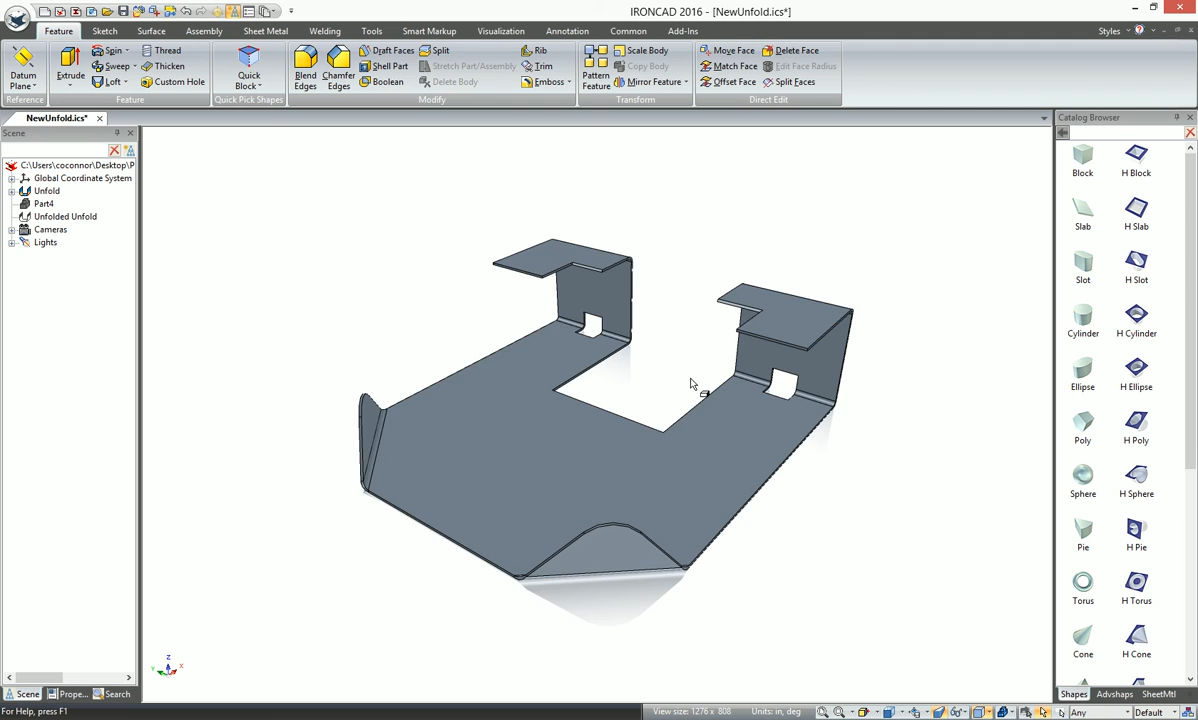 IRONCAD 2016 - [NewUnfold.ics*]
Feature Sketch Surface Assembly Sheet Metal Welding Tools Smart Markup Visualization Common Annotation Add-Ins Styles
Datum Plane
Reference
Extrude
Spin
Sweep
Loft
Thread
Thicken
Custom Hole
Feature
Quick Block
Quick Pick Shapes
Blend Edges
Chamfer Edges
Draft Faces
Shell Part
Boolean
Split
Stretch Part/Assembly
Delete Body
Rib
Trim
Emboss
Modify
Pattern Feature
Scale Body
Copy Body
Mirror Feature
Transform
Move Face
Match Face
Offset Face
Delete Face
Edit Face Radius
Split Faces
Direct Edit
NewUnfold.ics*
Scene
C:\Users\coconnor\Desktop\P
Global Coordinate System
Unfold
Part4
Unfolded Unfold
Cameras
Lights
Z
Y
X
Catalog Browser
Block H Block
Slab H Slab
Slot H Slot
Cylinder H Cylinder
Ellipse H Ellipse
Poly H Poly
Sphere H Sphere
Pie H Pie
Torus H Torus
Cone H Cone
Scene Prope... Search
Shapes Advshaps SheetMtl
For Help, press F1
View size: 1276 x 808 Units: in, deg
Any Default